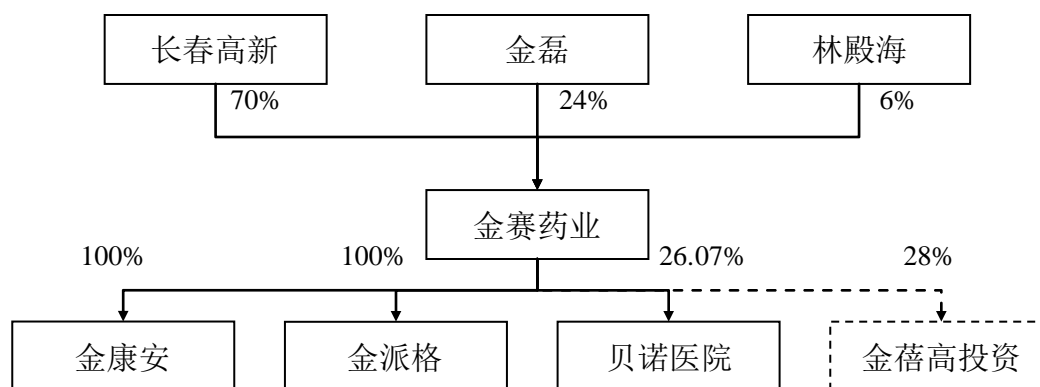 长春高新
金磊
林殿海
70%
24%
6%
金赛药业
100%
100%
26.07%
28%
金康安
金派格
贝诺医院
金蓓高投资